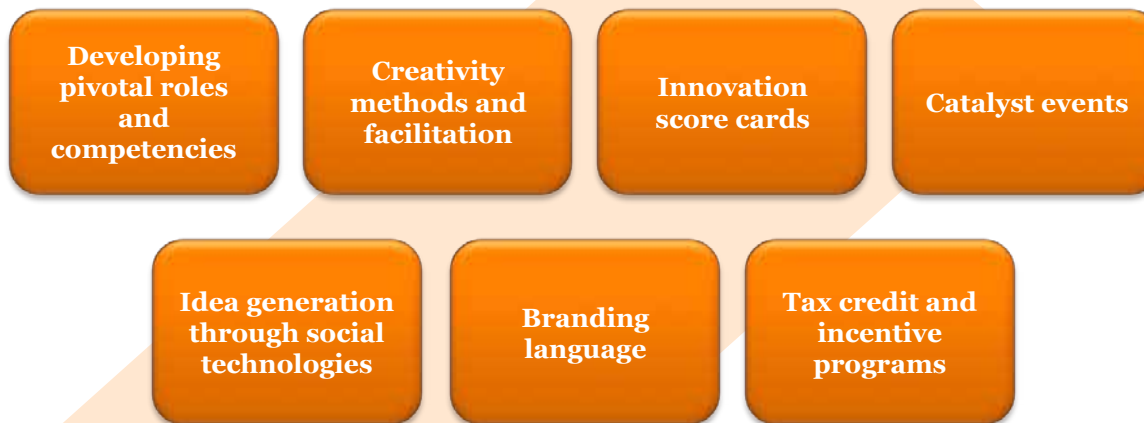 Developing
pivotal roles
and
competencies
Creativity
methods and
facilitation
Innovation
score cards
Catalyst events
Idea generation
through social
technologies
Branding
language
Tax credit and
incentive
programs